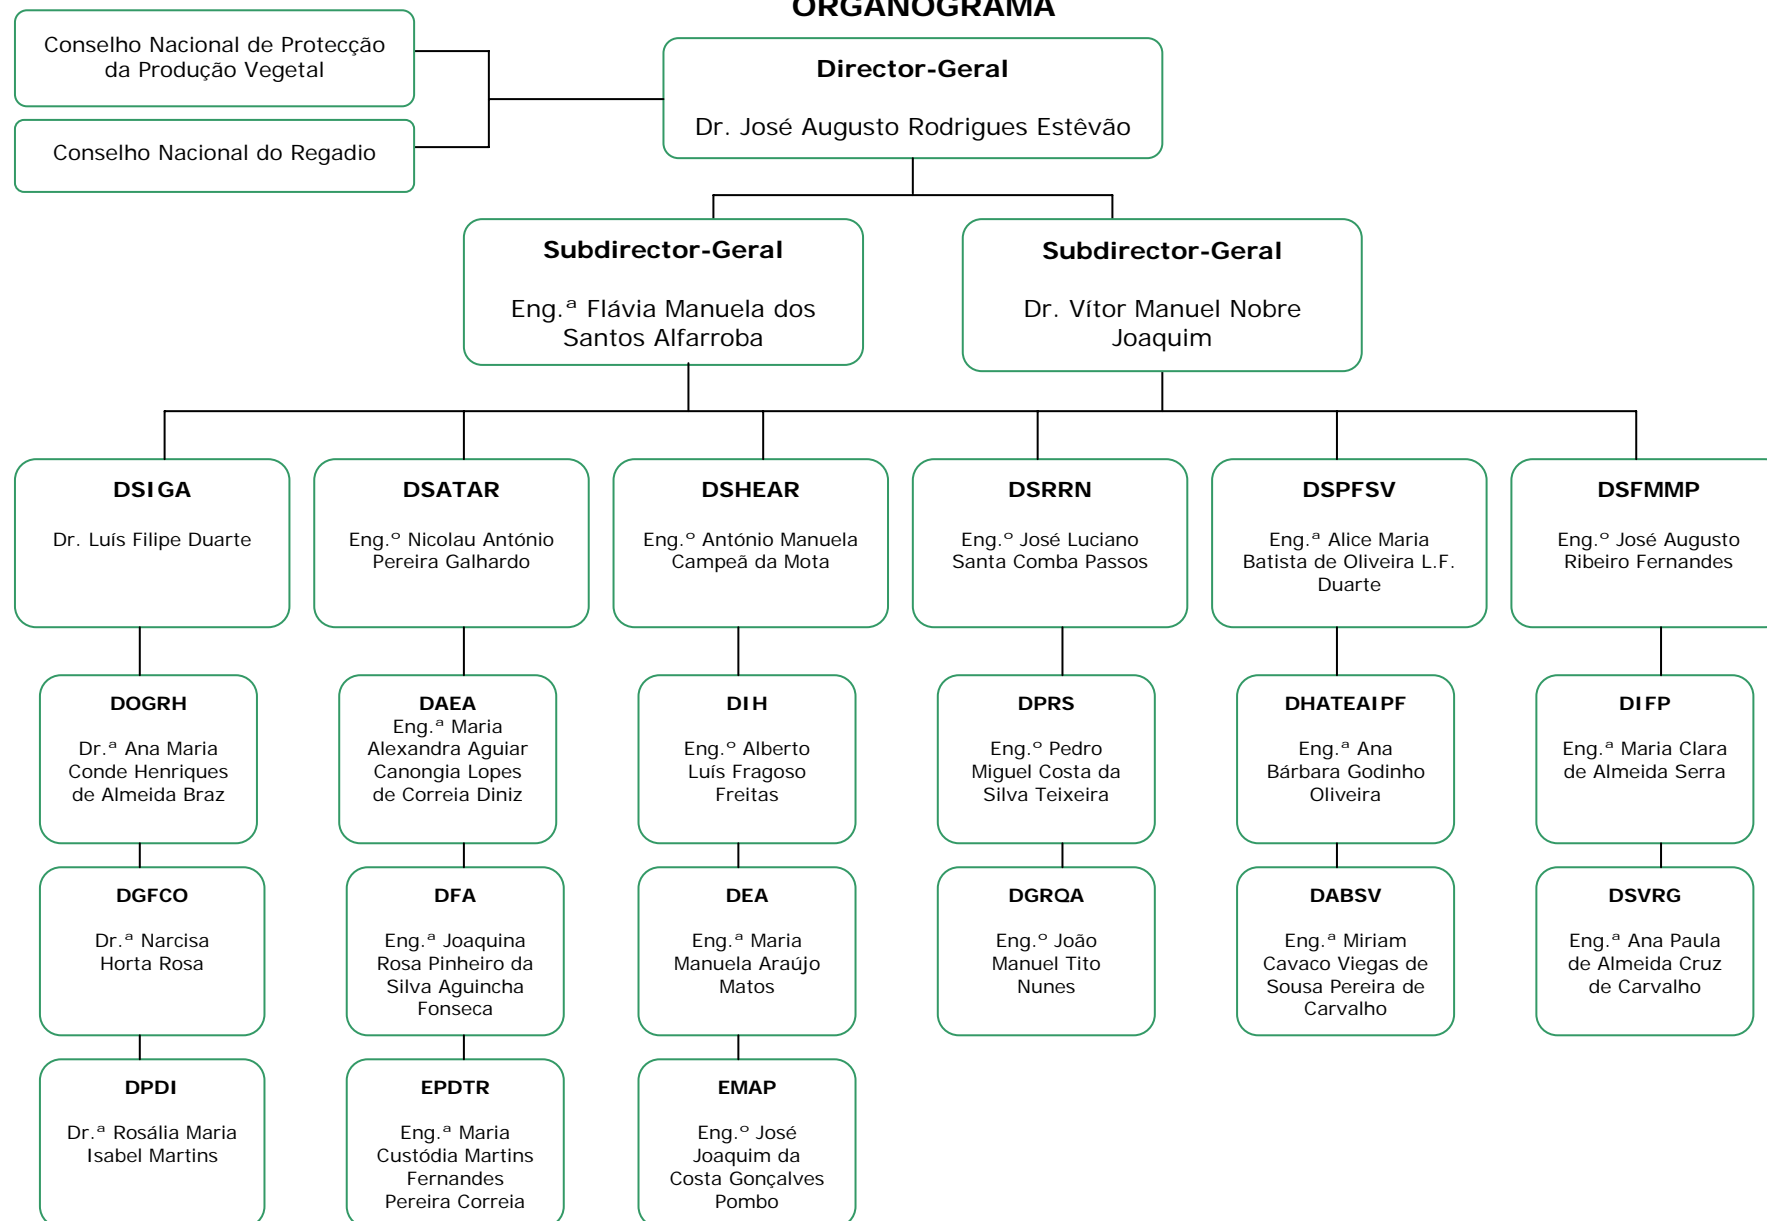 ORGANOGRAMA
Conselho Nacional de Protecção
da Produção Vegetal
Conselho Nacional do Regadio
Director-Geral
Dr. José Augusto Rodrigues Estêvão
Subdirector-Geral
Eng.ª Flávia Manuela dos
Santos Alfarroba
Subdirector-Geral
Dr. Vítor Manuel Nobre
Joaquim
DSIGA
Dr. Luís Filipe Duarte
DSATAR
Eng.º Nicolau António
Pereira Galhardo
DSHEAR
Eng.º António Manuela
Campeã da Mota
DSRRN
Eng.º José Luciano
Santa Comba Passos
DSPFSV
Eng.ª Alice Maria
Batista de Oliveira L.F.
Duarte
DSFMMP
Eng.º José Augusto
Ribeiro Fernandes
DOGRH
Dr.ª Ana Maria
Conde Henriques
de Almeida Braz
DAEA
Eng.ª Maria
Alexandra Aguiar
Canongia Lopes
de Correia Diniz
DIH
Eng.º Alberto
Luís Fragoso
Freitas
DPRS
Eng.º Pedro
Miguel Costa da
Silva Teixeira
DHATEAIPF
Eng.ª Ana
Bárbara Godinho
Oliveira
DIFP
Eng.ª Maria Clara
de Almeida Serra
DGFCO
Dr.ª Narcisa
Horta Rosa
DFA
Eng.ª Joaquina
Rosa Pinheiro da
Silva Aguincha
Fonseca
DEA
Eng.ª Maria
Manuela Araújo
Matos
DGRQA
Eng.º João
Manuel Tito
Nunes
DABSV
Eng.ª Miriam
Cavaco Viegas de
Sousa Pereira de
Carvalho
DSVRG
Eng.ª Ana Paula
de Almeida Cruz
de Carvalho
DPDI
Dr.ª Rosália Maria
Isabel Martins
EPDTR
Eng.ª Maria
Custódia Martins
Fernandes
Pereira Correia
EMAP
Eng.º José
Joaquim da
Costa Gonçalves
Pombo